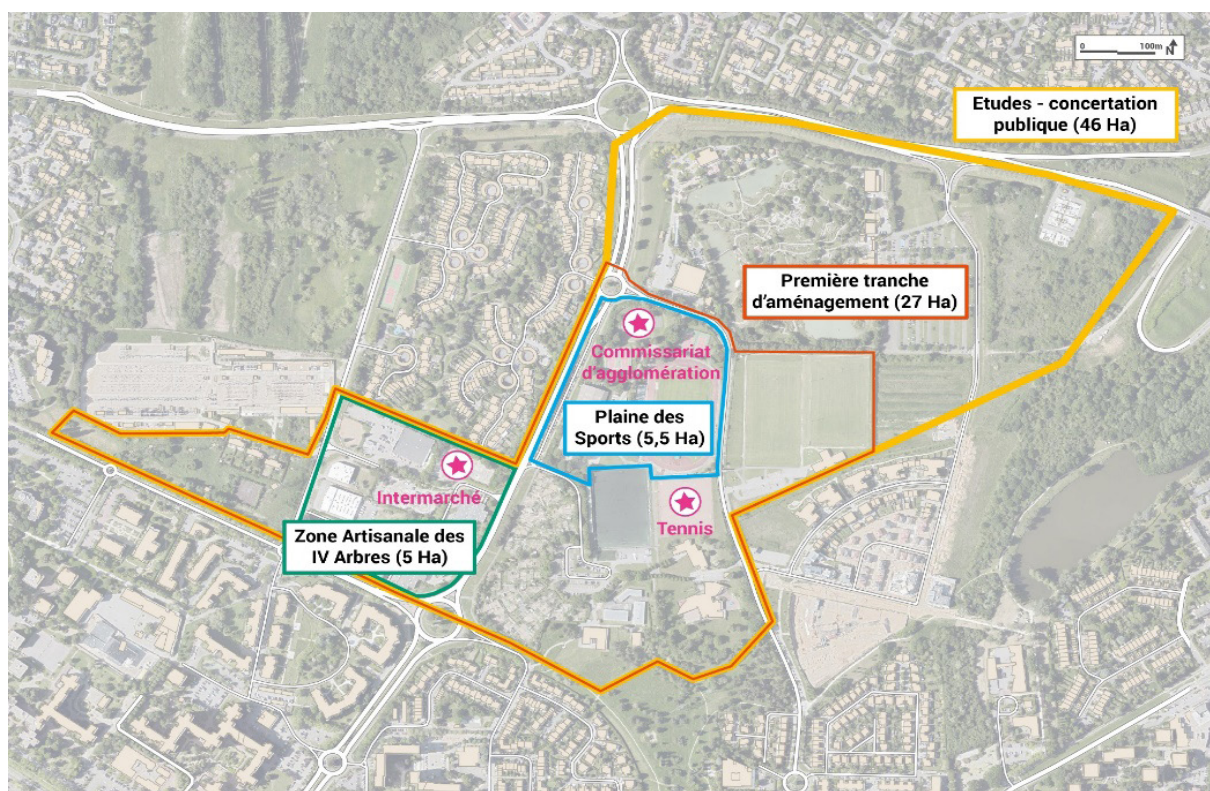 0 100m N
Etudes - concertation
publique (46 Ha)
Première tranche
d'aménagement (27 Ha)
Commissariat
d'agglomération
Plaine des
Sports (5,5 Ha)
Intermarché
Tennis
Zone Artisanale des
IV Arbres (5 Ha)